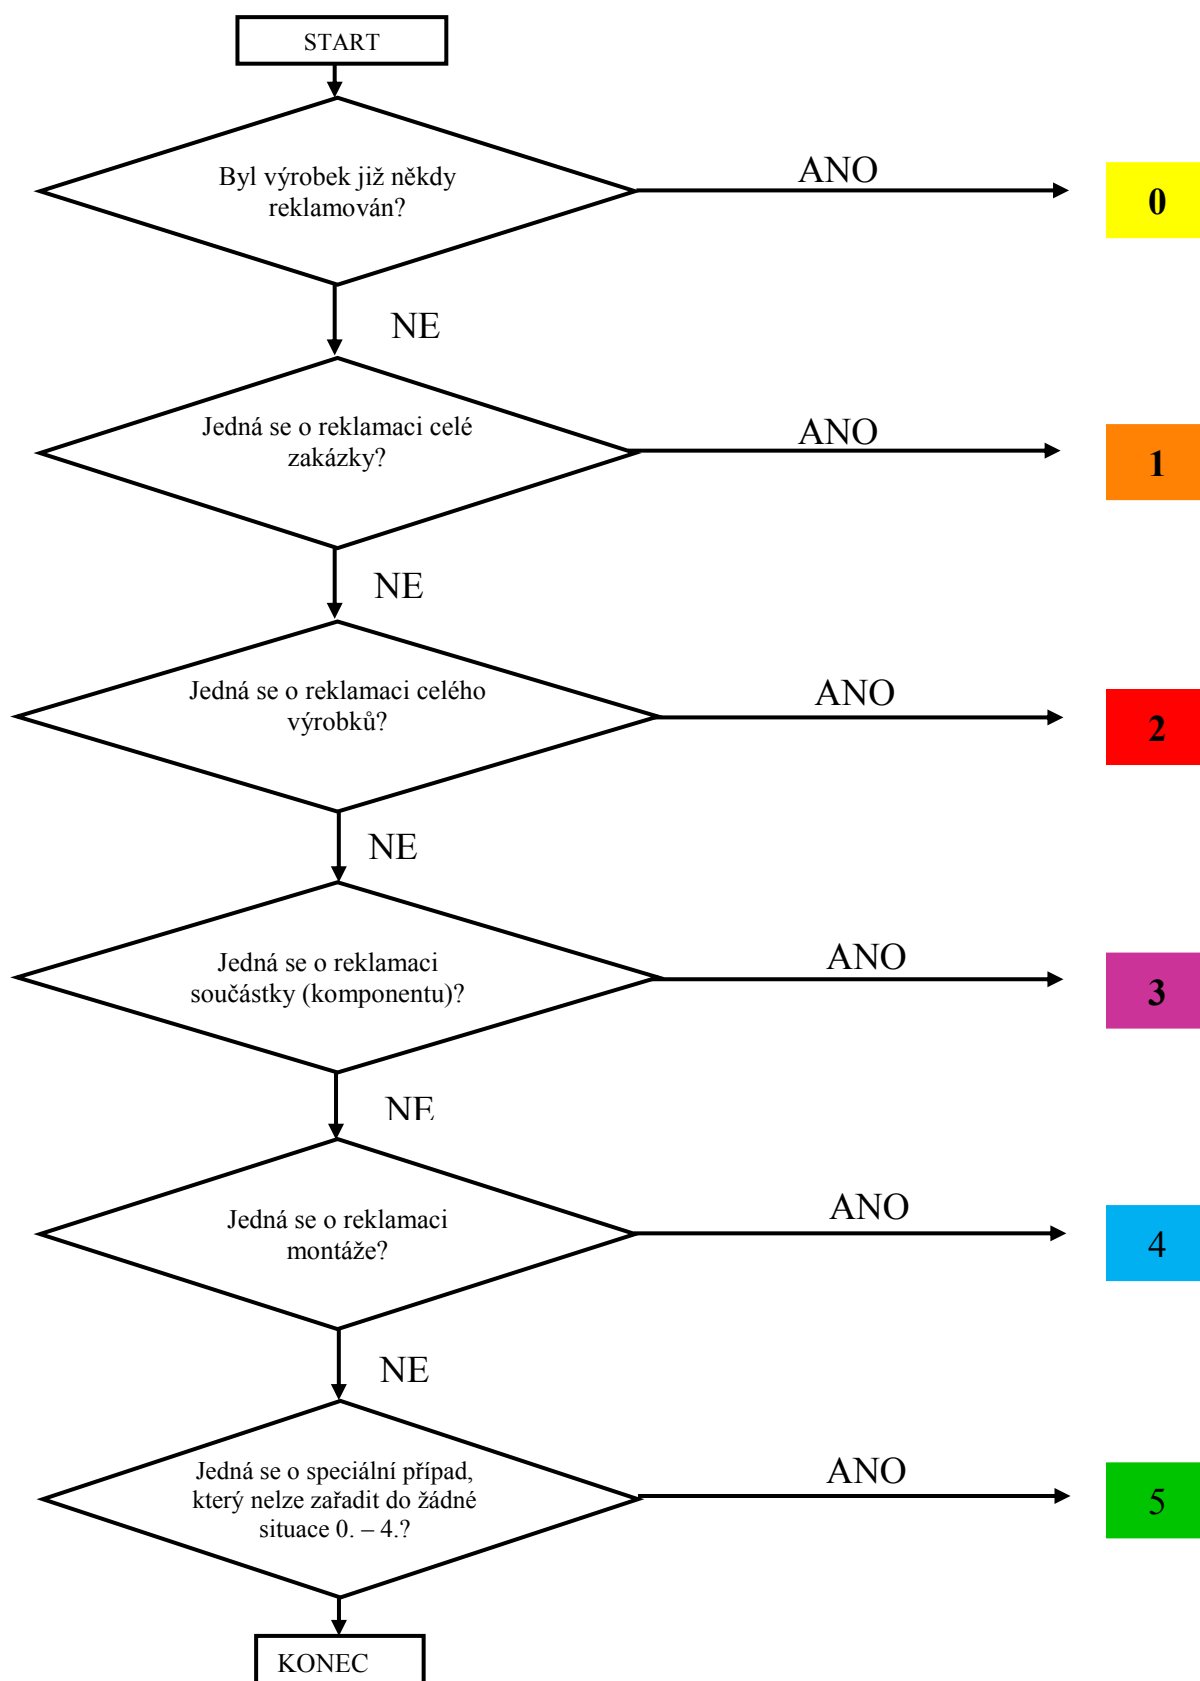 START
Byl výrobek již někdy
reklamován?
ANO
0
NE
Jedná se o reklamaci celé
zakázky?
ANO
1
NE
Jedná se o reklamaci celého
výrobků?
ANO
2
NE
Jedná se o reklamaci
součástky (komponentu)?
ANO
3
NE
Jedná se o reklamaci
montáže?
ANO
4
NE
Jedná se o speciální případ,
který nelze zařadit do žádné
situace 0. – 4.?
ANO
5
KONEC